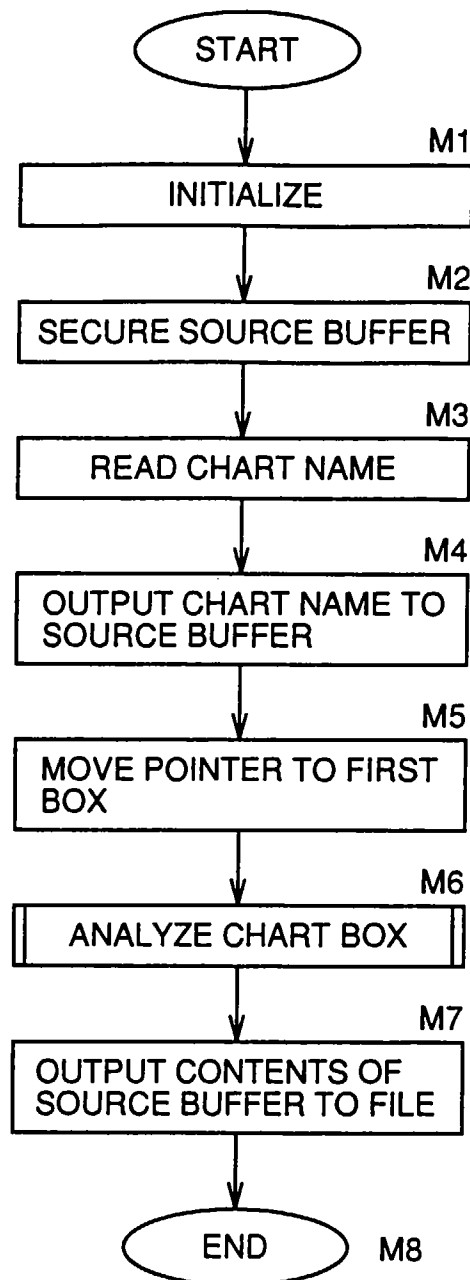 START
M1
INITIALIZE
M2
SECURE SOURCE BUFFER
M3
READ CHART NAME
M4
OUTPUT CHART NAME TO
SOURCE BUFFER
M5
MOVE POINTER TO FIRST
BOX
M6
ANALYZE CHART BOX
M7
OUTPUT CONTENTS OF
SOURCE BUFFER TO FILE
END M8